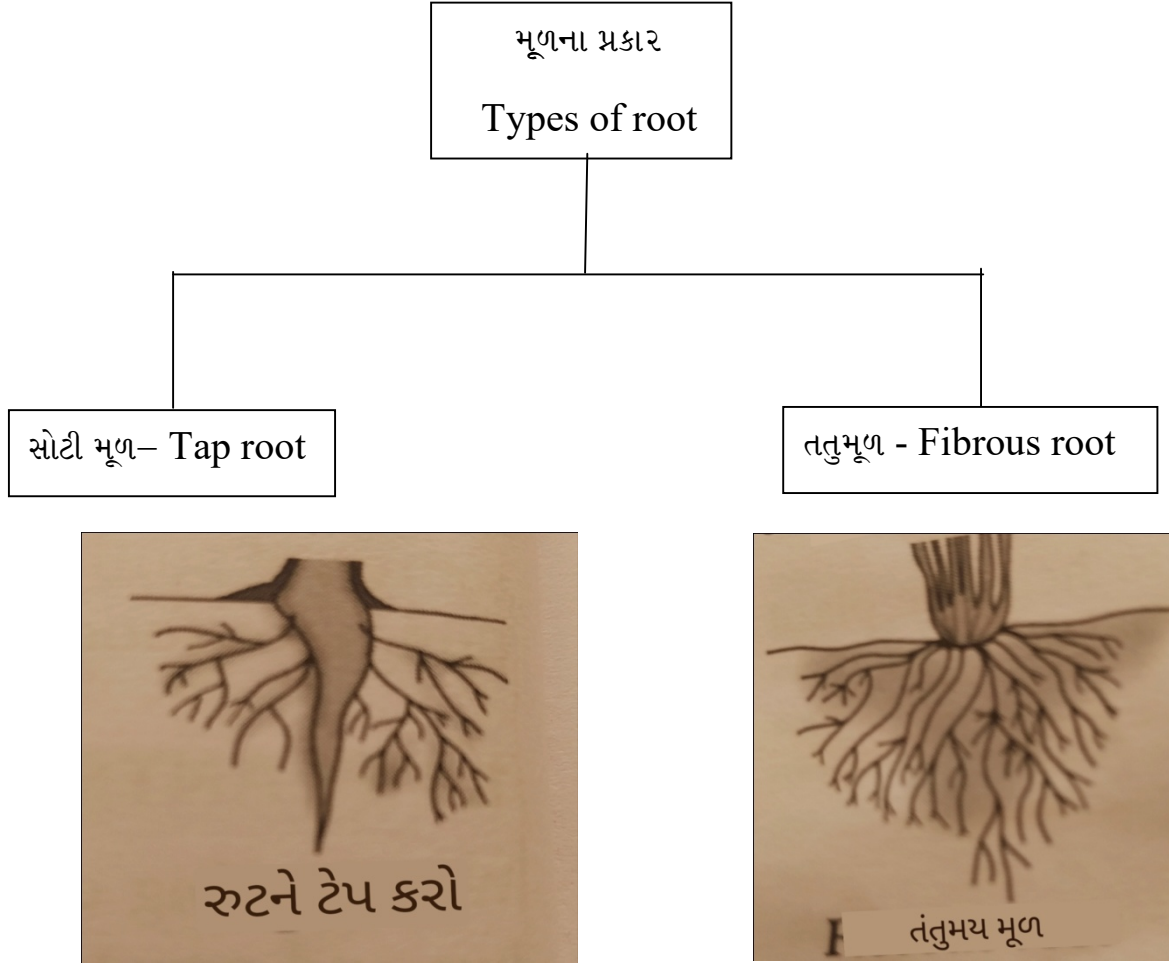 મૂળના પ્રકાર
Types of root
સોટી મૂળ– Tap root
તતુમૂળ - Fibrous root
રુટને ટેપ કરો
તંતુમય મૂળ